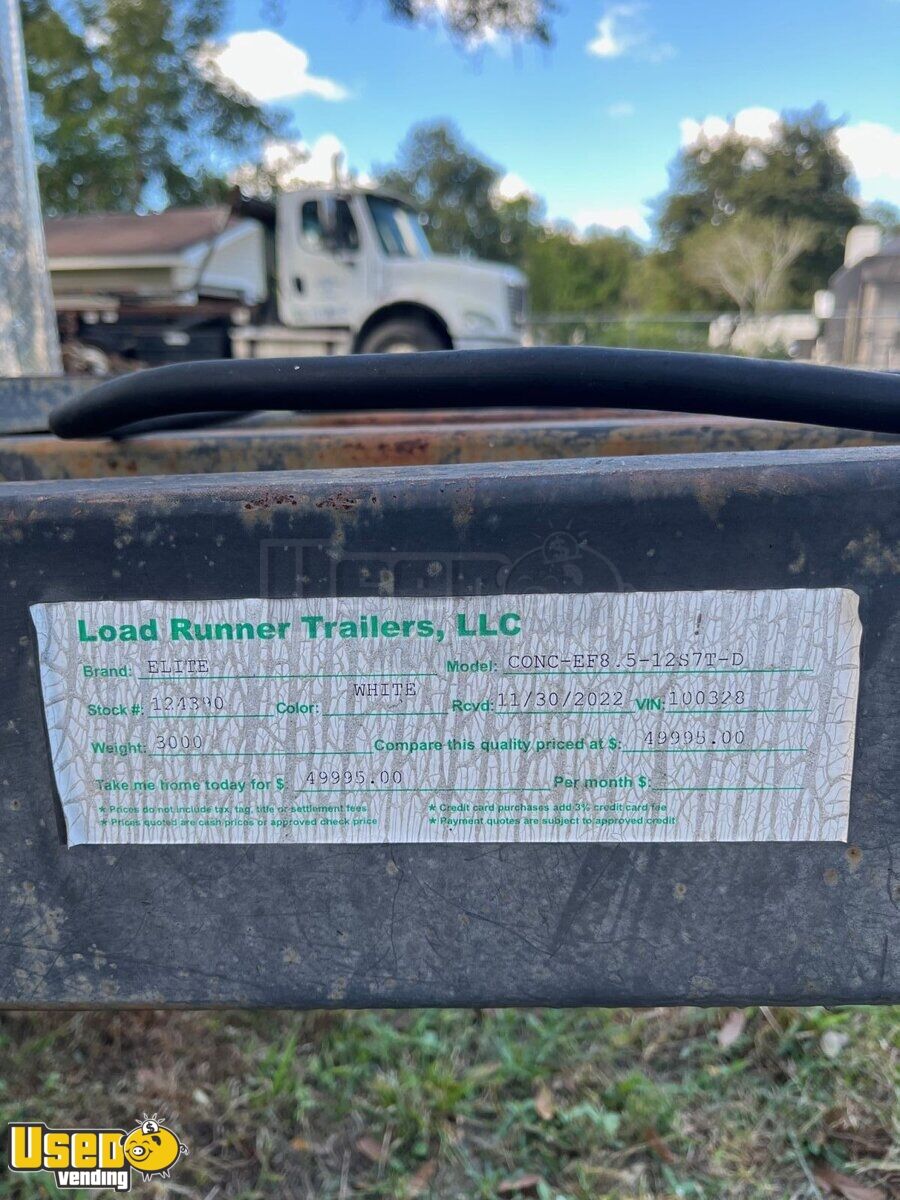 Load Runner Trailers, LLC
Brand: ELITE Model: CONC-EF8.5-12S7T-D
Stock #: 124390 Color: WHITE Rcvd: 11/30/2022 VIN: 100328
Weight: 3000 Compare this quality priced at $: 49995.00
Take me home today for $: 49995.00 Per month $:
* Prices do not include tax, tag, title or settlement fees * Credit card purchases add 3% credit card fee
* Prices quoted are cash prices or approved check price * Payment quotes are subject to approved credit
USED
vending